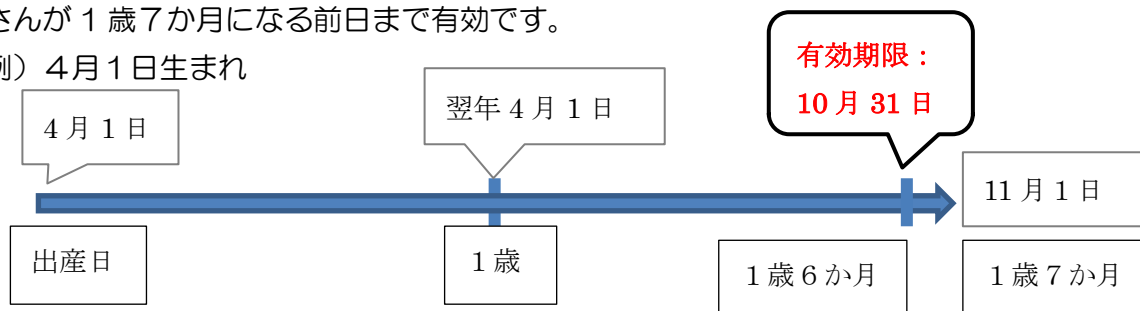 さんが１歳７か月になる前日まで有効です。
例）４月１日生まれ
有効期限：
10 月 31 日
４月１日
翌年４月１日
11 月１日
出産日
１歳
１歳６か月
１歳７か月